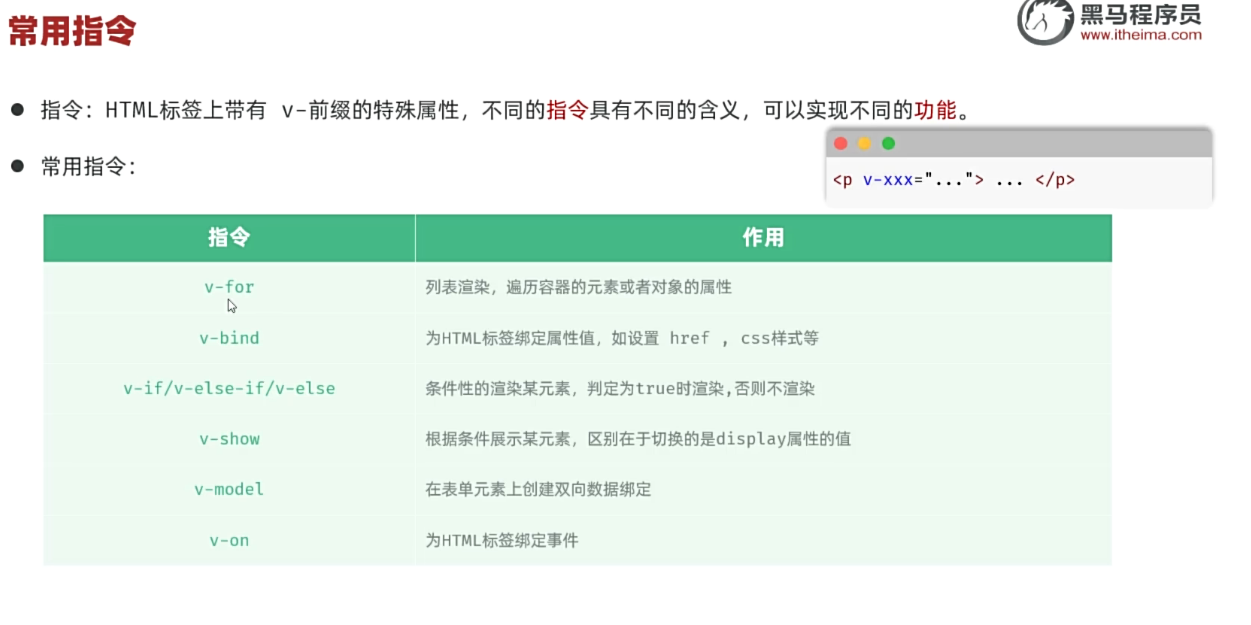 常用指令
黑马程序员
www.itheima.com
指令：HTML标签上带有 v-前缀的特殊属性，不同的指令具有不同的含义，可以实现不同的功能。
常用指令：
<p v-xxx="..."> ... </p>
指令 作用
v-for 列表渲染，遍历容器的元素或者对象的属性
v-bind 为HTML标签绑定属性值，如设置 href , css样式等
v-if/v-else-if/v-else 条件性的渲染某元素，判定为true时渲染,否则不渲染
v-show 根据条件展示某元素，区别在于切换的是display属性的值
v-model 在表单元素上创建双向数据绑定
v-on 为HTML标签绑定事件